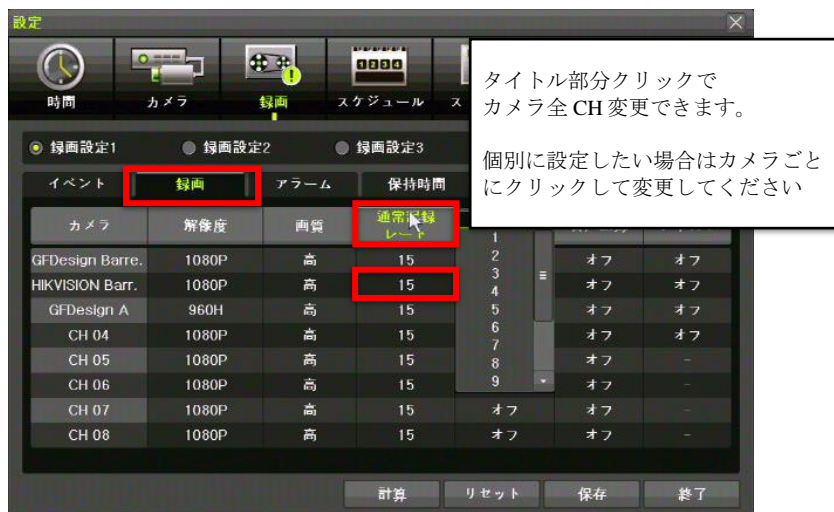 設定
時間 カメラ 録画 スケジュール ス
タイトル部分クリックで
カメラ全 CH 変更できます。
個別に設定したい場合はカメラごと
にクリックして変更してください
録画設定1 録画設定2 録画設定3
イベント 録画 アラーム 保持時間
カメラ 解像度 画質 通常記録
レート
GFDesign Barre. 1080P 高 15 オフ オフ
HIKVISION Barr. 1080P 高 15 オフ オフ
GFDesign A 960H 高 15 オフ オフ
CH 04 1080P 高 15 オフ オフ
CH 05 1080P 高 15 オフ -
CH 06 1080P 高 15 オフ -
CH 07 1080P 高 15 オフ オフ -
CH 08 1080P 高 15 オフ オフ -
1
2
3
4
5
6
7
8
9
計算 リセット 保存 終了